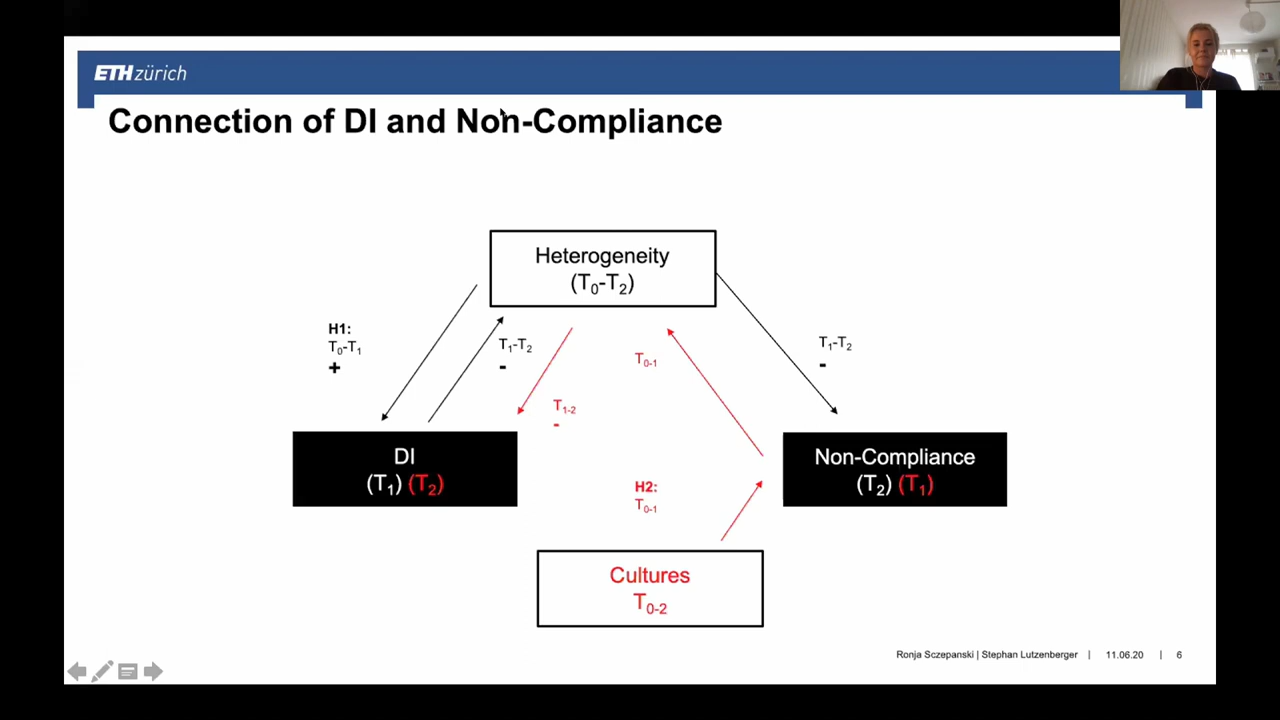 ETH zürich
Connection of DI and Non-Compliance
Heterogeneity
(T₀-T₂)
H1:
T₀-T₁
+
T₁-T₂
-
T₁₋₂
-
T₀₋₁
T₁-T₂
-
DI
(T₁) (T₂)
Non-Compliance
(T₂) (T₁)
H2:
T₀₋₁
Cultures
T₀₋₂
Ronja Sczepanski | Stephan Lutzenberger | 11.06.20 | 6